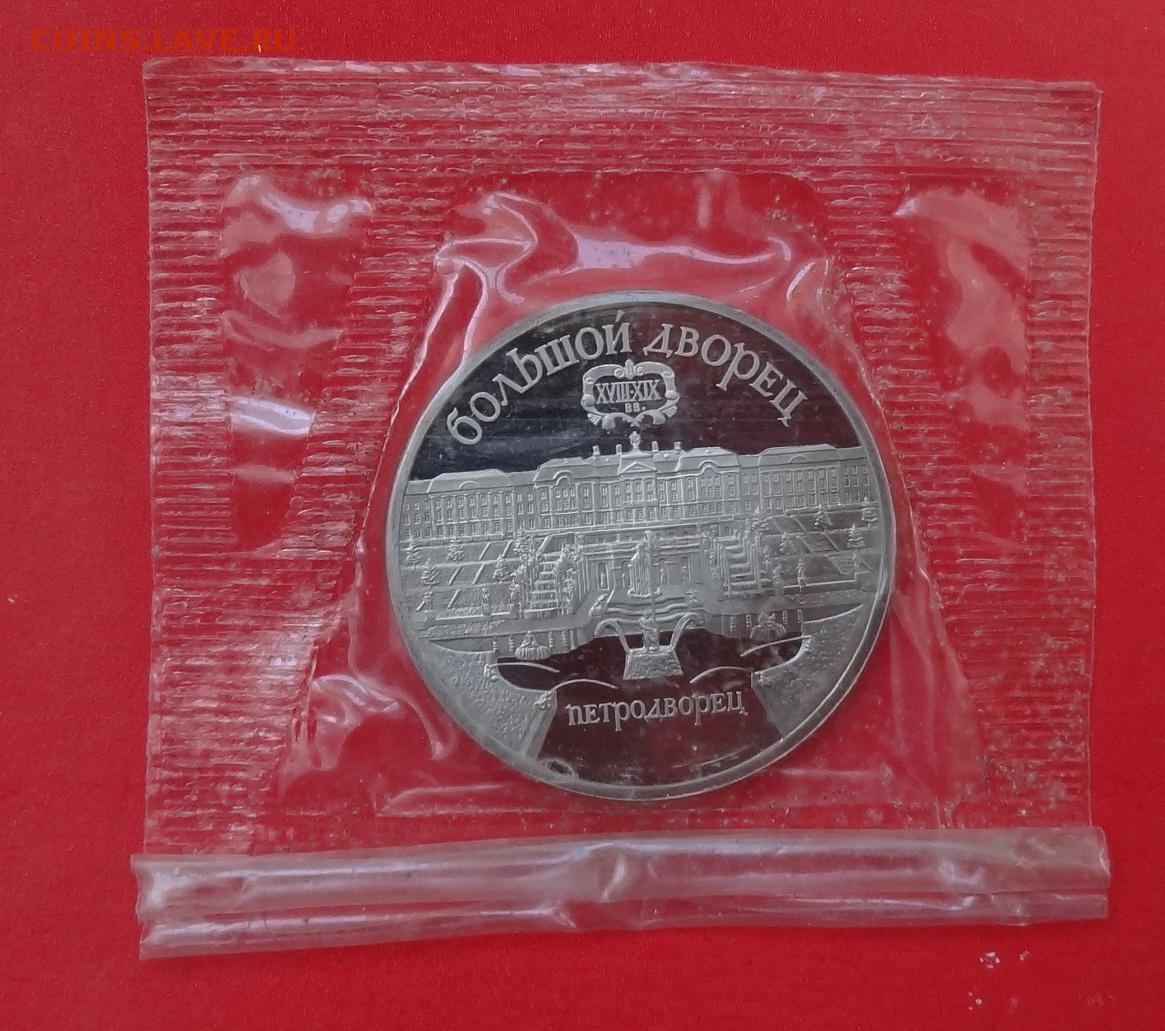 COINS.LAVE.RU
БОЛЬШОЙ ДВОРЕЦ
XVIII-XIX
ВВ.
ПЕТРОДВОРЕЦ